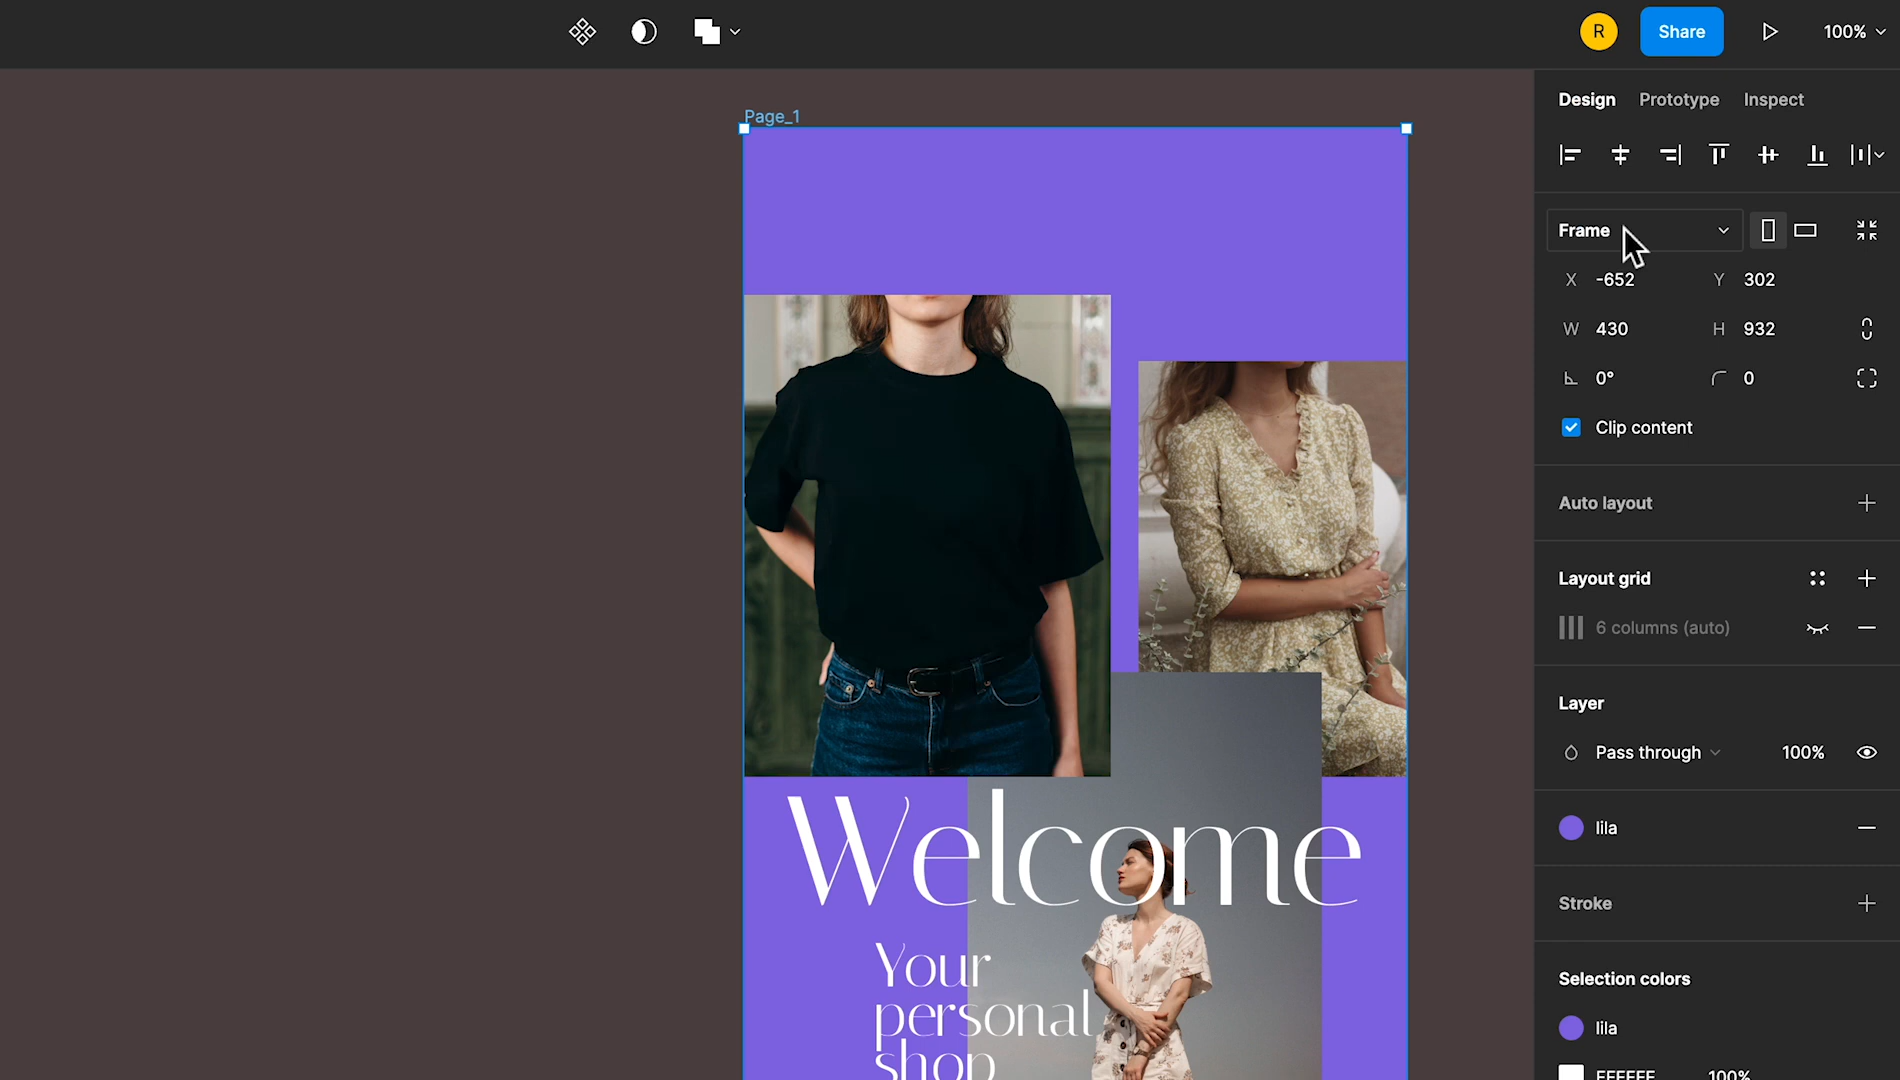 R
Share
100%
Page_1
Design Prototype Inspect
Frame
X -652 Y 302
W 430 H 932
0° 0
Clip content
Auto layout
Layout grid
6 columns (auto)
Layer
Pass through 100%
lila
Stroke
Selection colors
lila
FFFFFF 100%
Welcome
Your
personal
shop